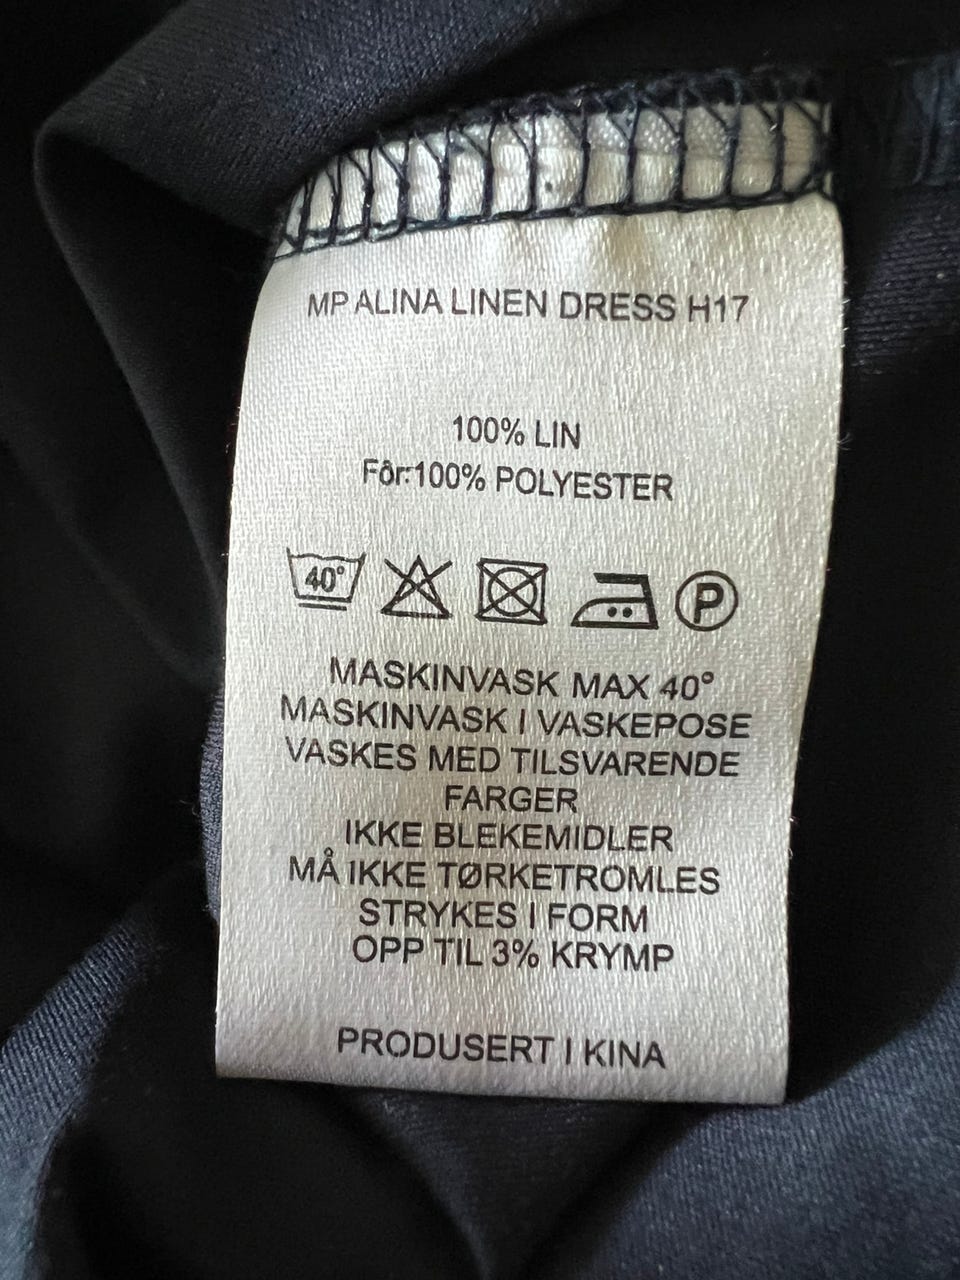 MP ALINA LINEN DRESS H17
100% LIN
Fôr:100% POLYESTER
40° P
MASKINVASK MAX 40°
MASKINVASK I VASKEPOSE
VASKES MED TILSVARENDE
FARGER
IKKE BLEKEMIDLER
MÅ IKKE TØRKETROMLES
STRYKES I FORM
OPP TIL 3% KRYMP
PRODUSERT I KINA